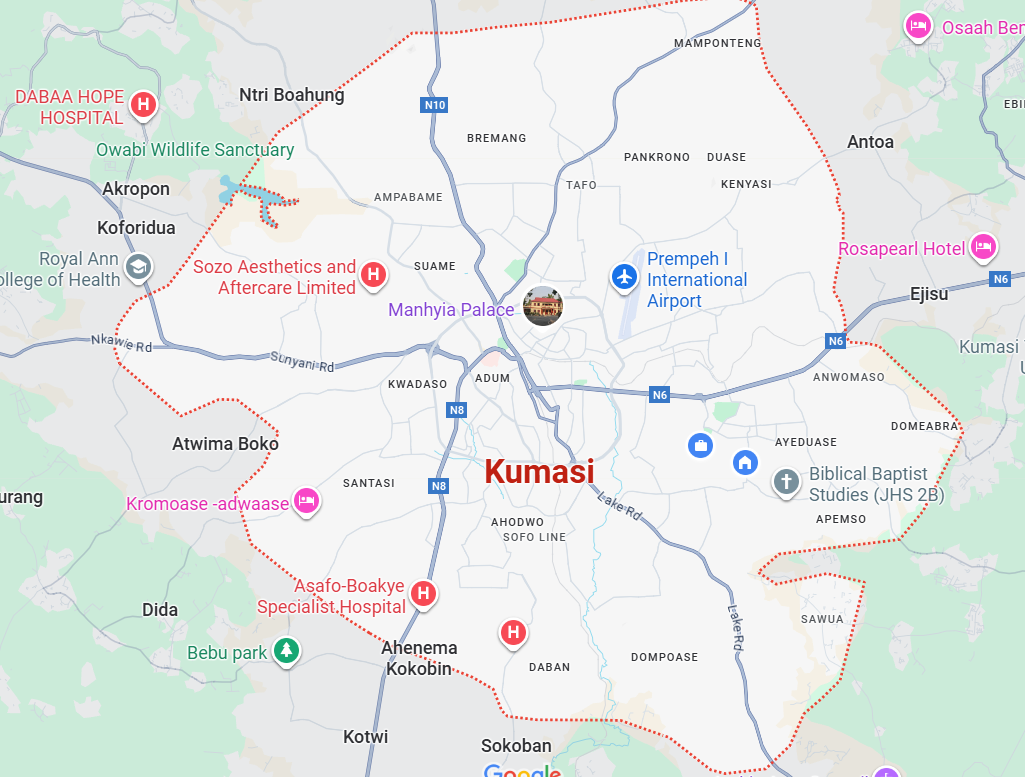 Osaah Ber
MAMPONTENG
DABAA HOPE
HOSPITAL
Ntri Boahung
N10
Antoa
BREMANG
Owabi Wildlife Sanctuary
PANKRONO
DUASE
Akropon
AMPABAME
TAFO
KENYASI
Koforidua
Royal Ann
ollege of Health
Sozo Aesthetics and
Aftercare Limited
SUAME
Prempeh I
International
Airport
Rosapearl Hotel
N6
Ejisu
Manhyia Palace
Nkawie Rd
Sunyani Rd
N6
Kumasi
KWADASO
ADUM
N6
ANWOMASO
N8
DOMEABRA
Atwima Boko
AYEDUASE
Kumasi
Biblical Baptist
Studies (JHS 2B)
SANTASI
N8
Kromoase -adwaase
Lake Rd
APEMSO
AHODWO
SOFO LINE
Asafo-Boakye
Specialist Hospital
Dida
SAWUA
Lake Rd
Bebu park
Ahenema
Kokobin
DABAN
DOMPOASE
Kotwi
Sokoban
Google